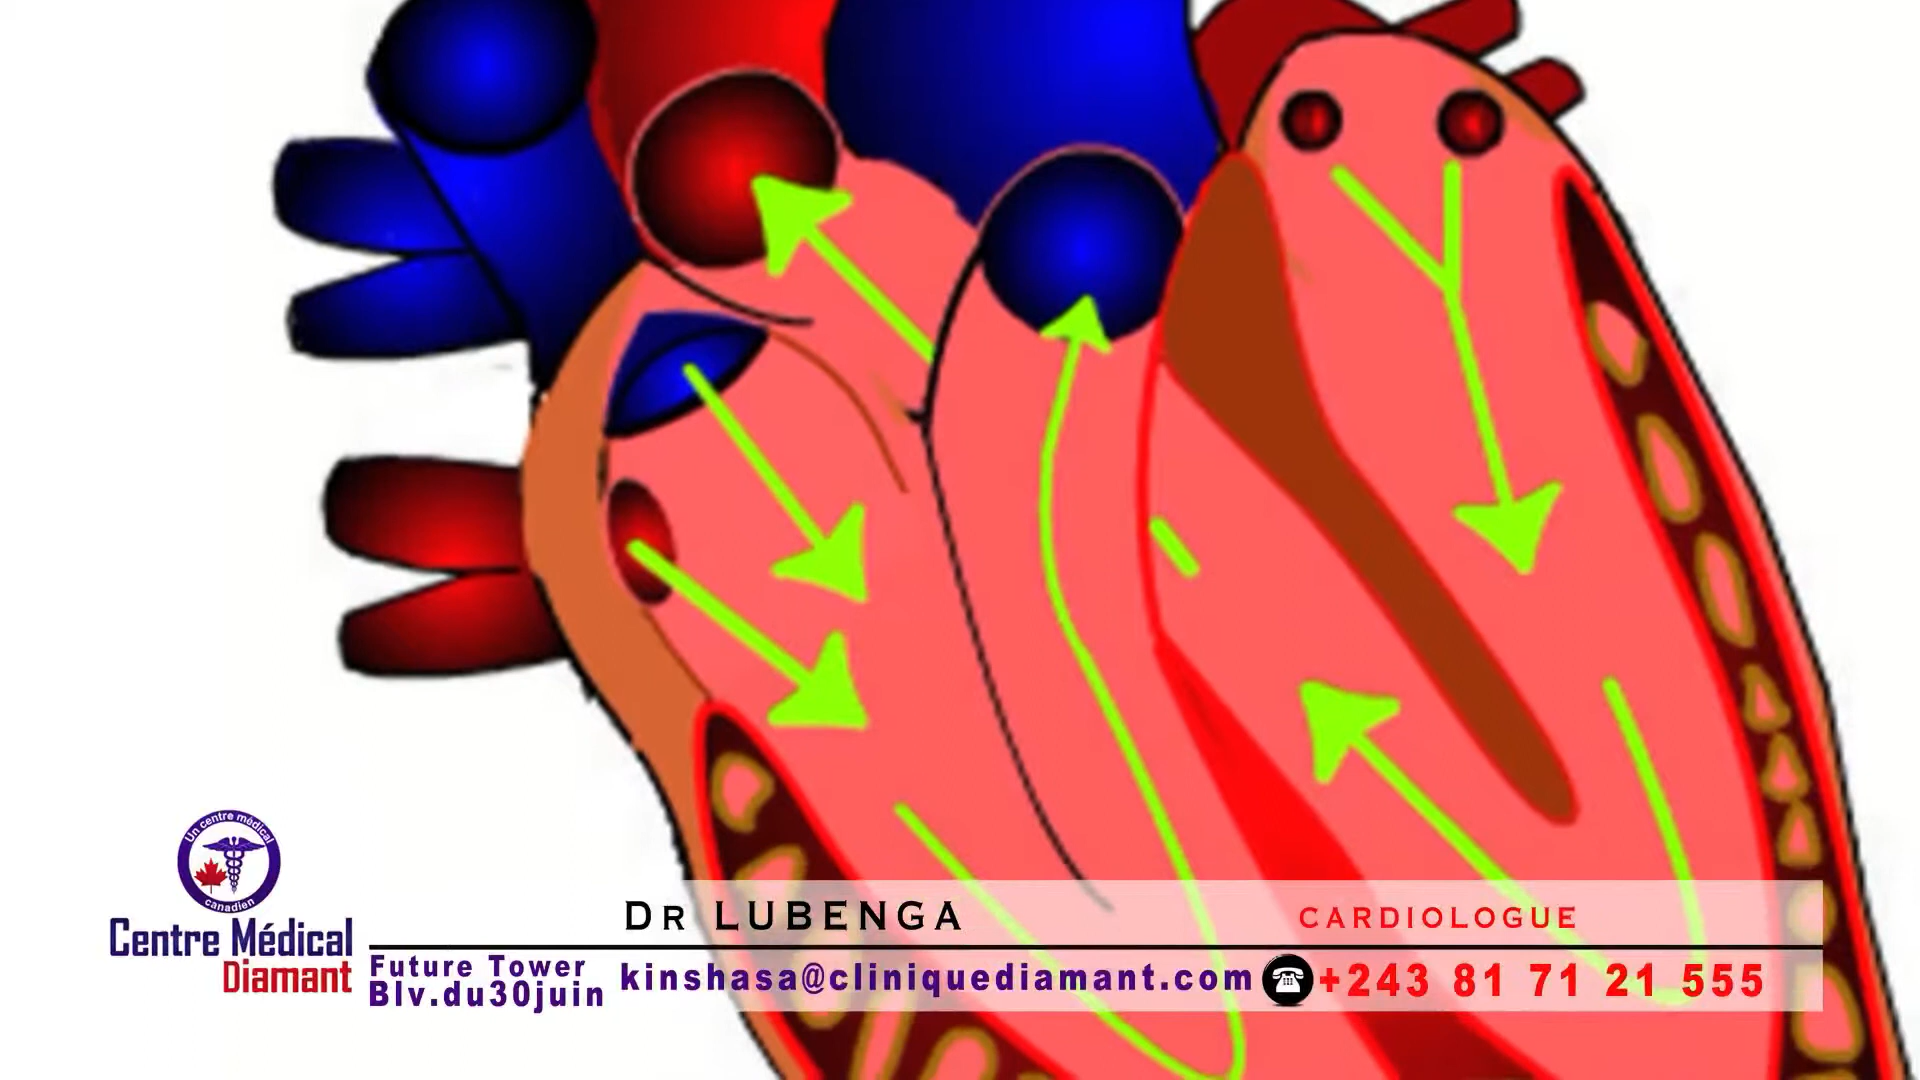 Un centre médical
canadien
Centre Médical
Diamant
DR LUBENGA
CARDIOLOGUE
Future Tower
Blv.du30juin
kinshasa@cliniquediamant.com
+243 81 71 21 555